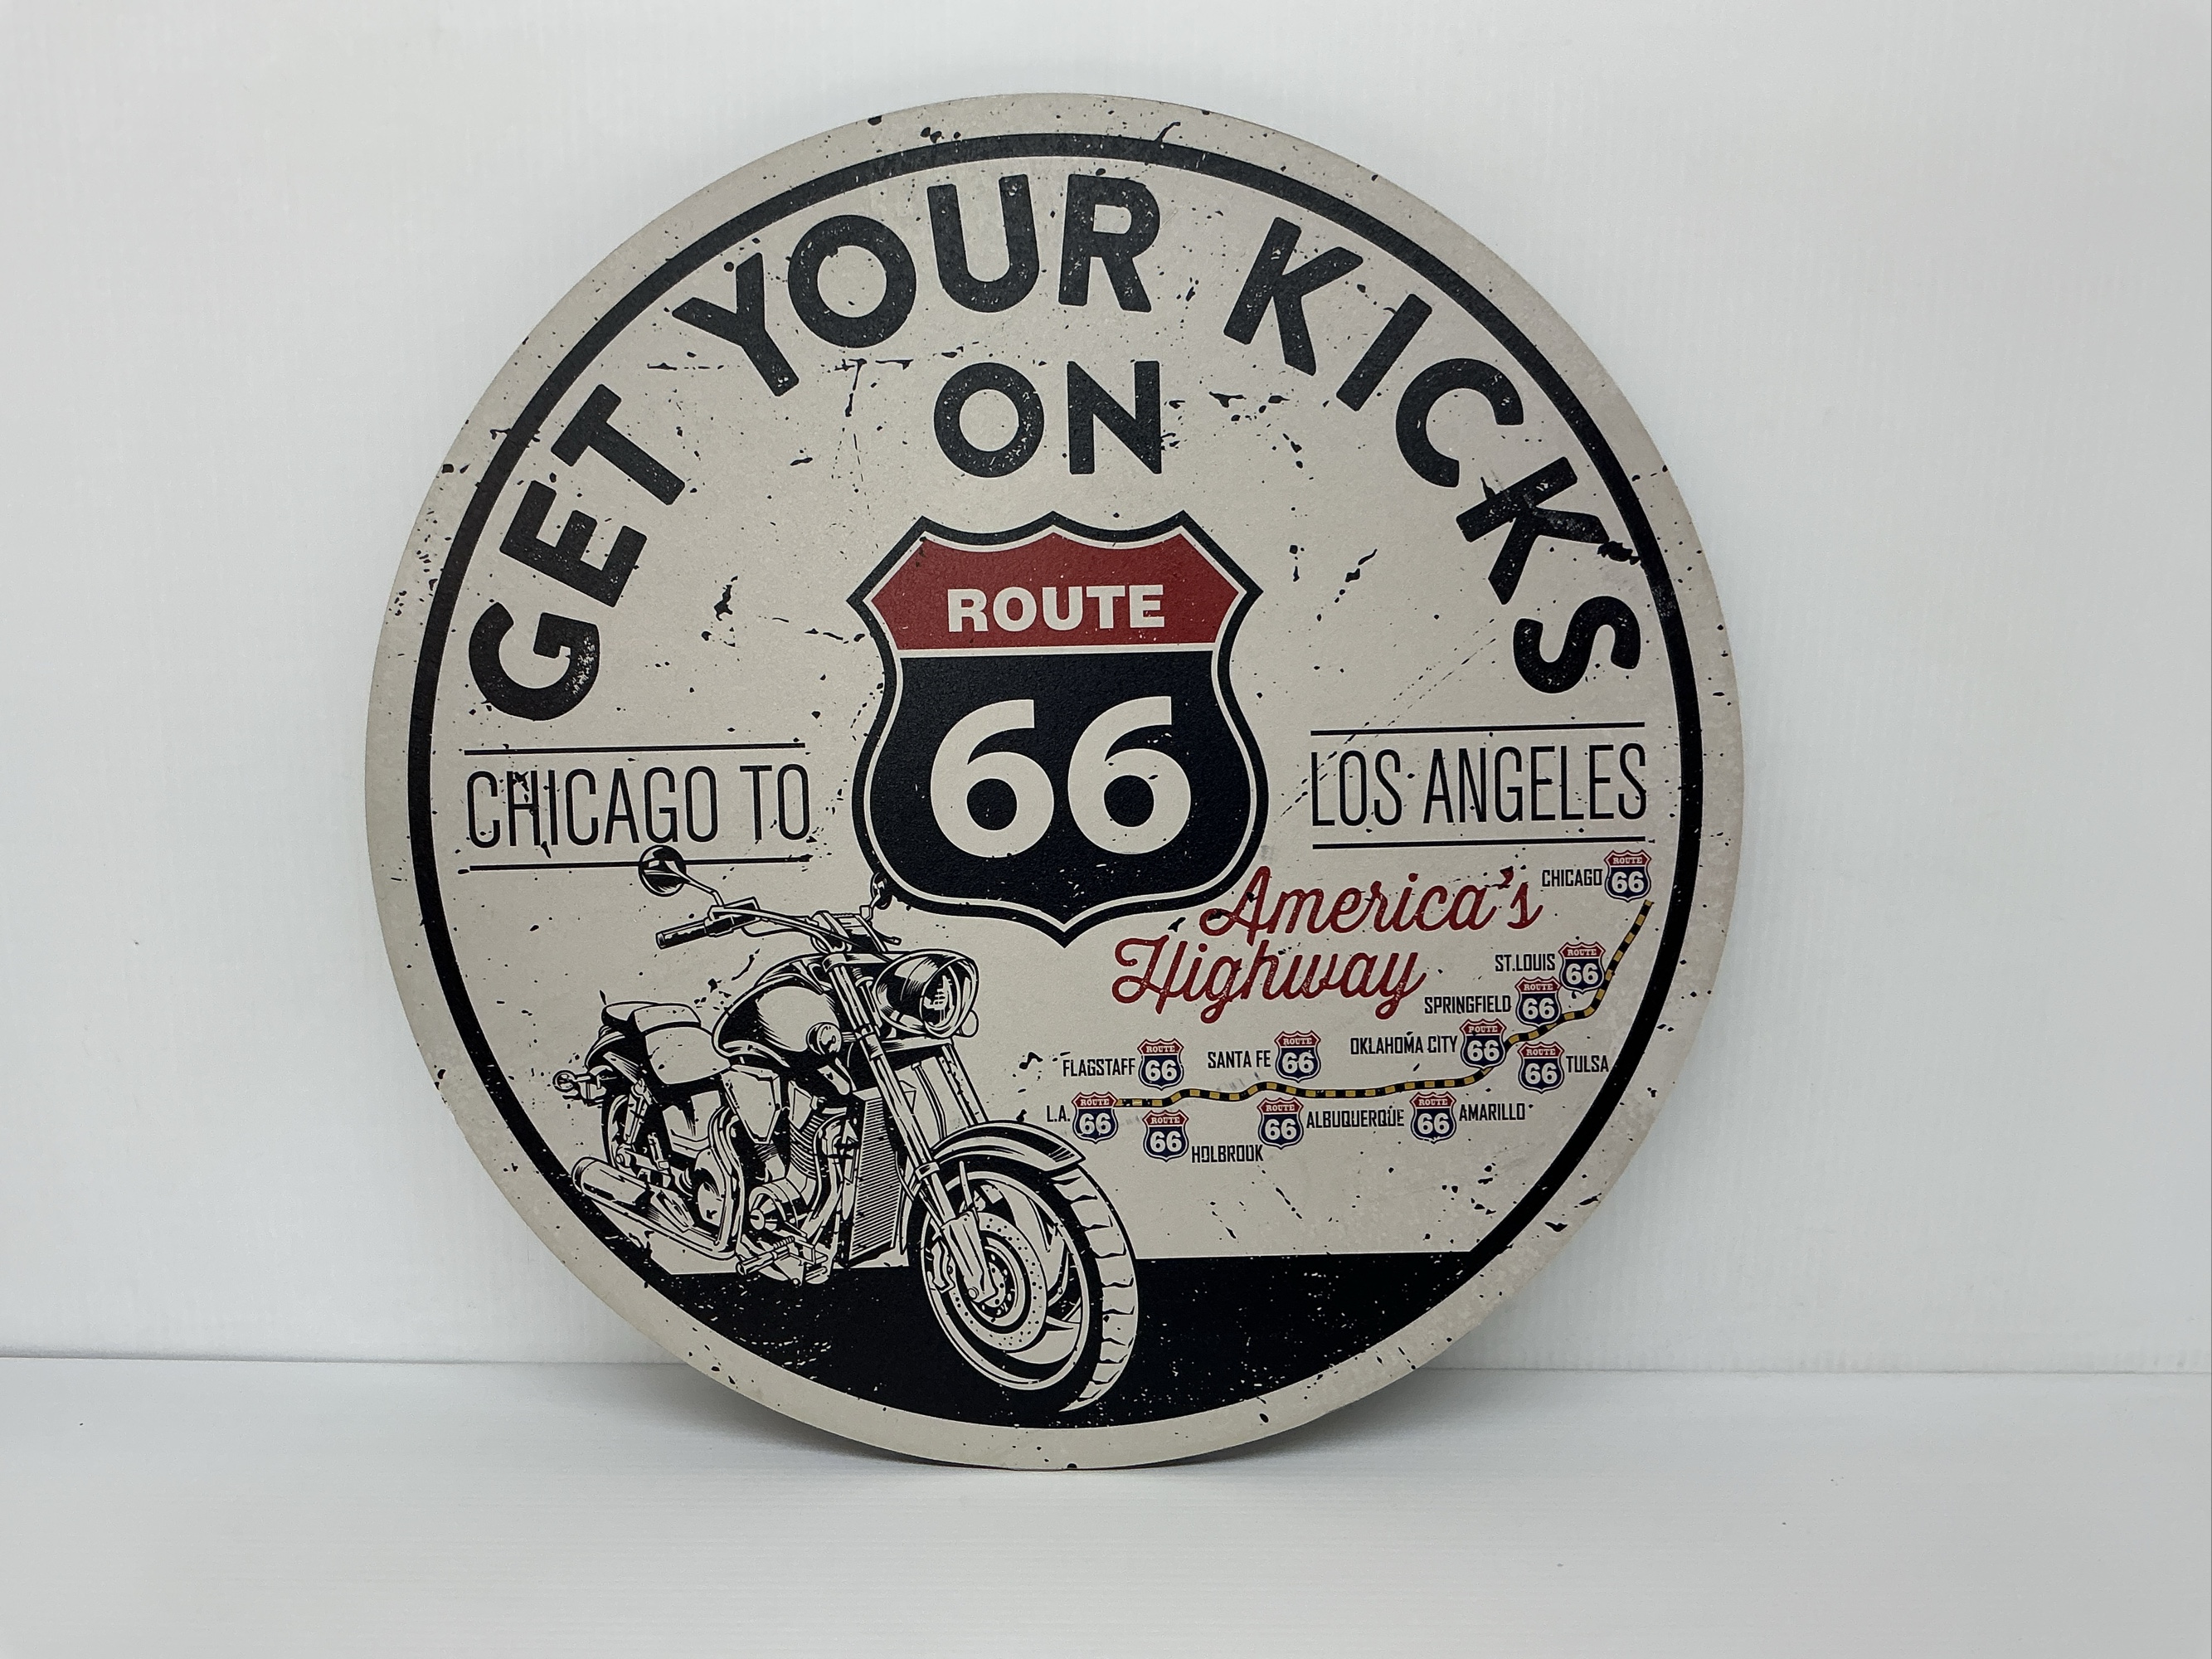 GET YOUR KICKS
ON
ROUTE
66
CHICAGO TO
LOS ANGELES
America's
Highway
CHICAGO
ROUTE
66
ST.LOUIS
ROUTE
66
SPRINGFIELD
ROUTE
66
OKLAHOMA CITY
ROUTE
66
ROUTE
66
TULSA
FLAGSTAFF
ROUTE
66
SANTA FE
ROUTE
66
L.A.
ROUTE
66
ROUTE
66
HOLBROOK
ROUTE
66
ALBUQUERQUE
ROUTE
66
AMARILLO